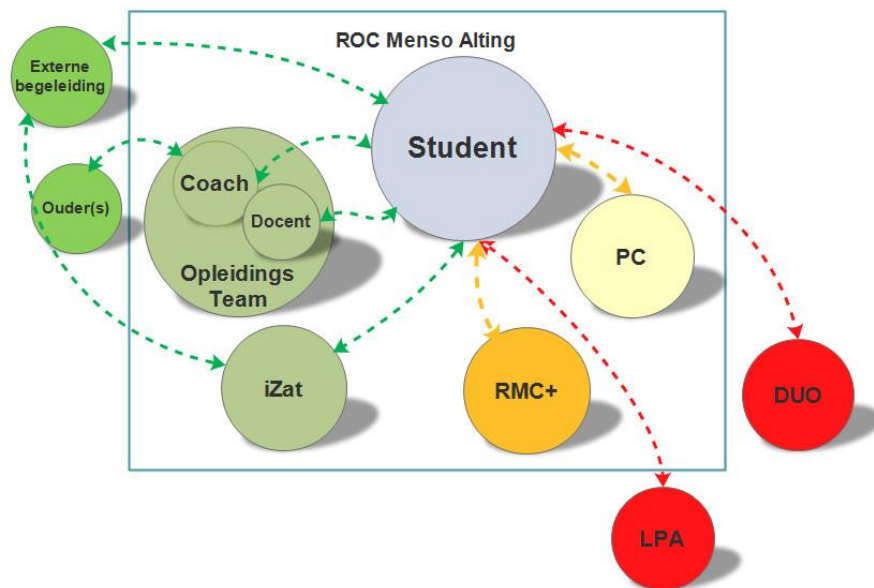 ROC Menso Alting
Externe
begeleiding
Student
Coach
Ouder(s)
Docent
Opleidings
Team
PC
iZat
RMC+
DUO
LPA